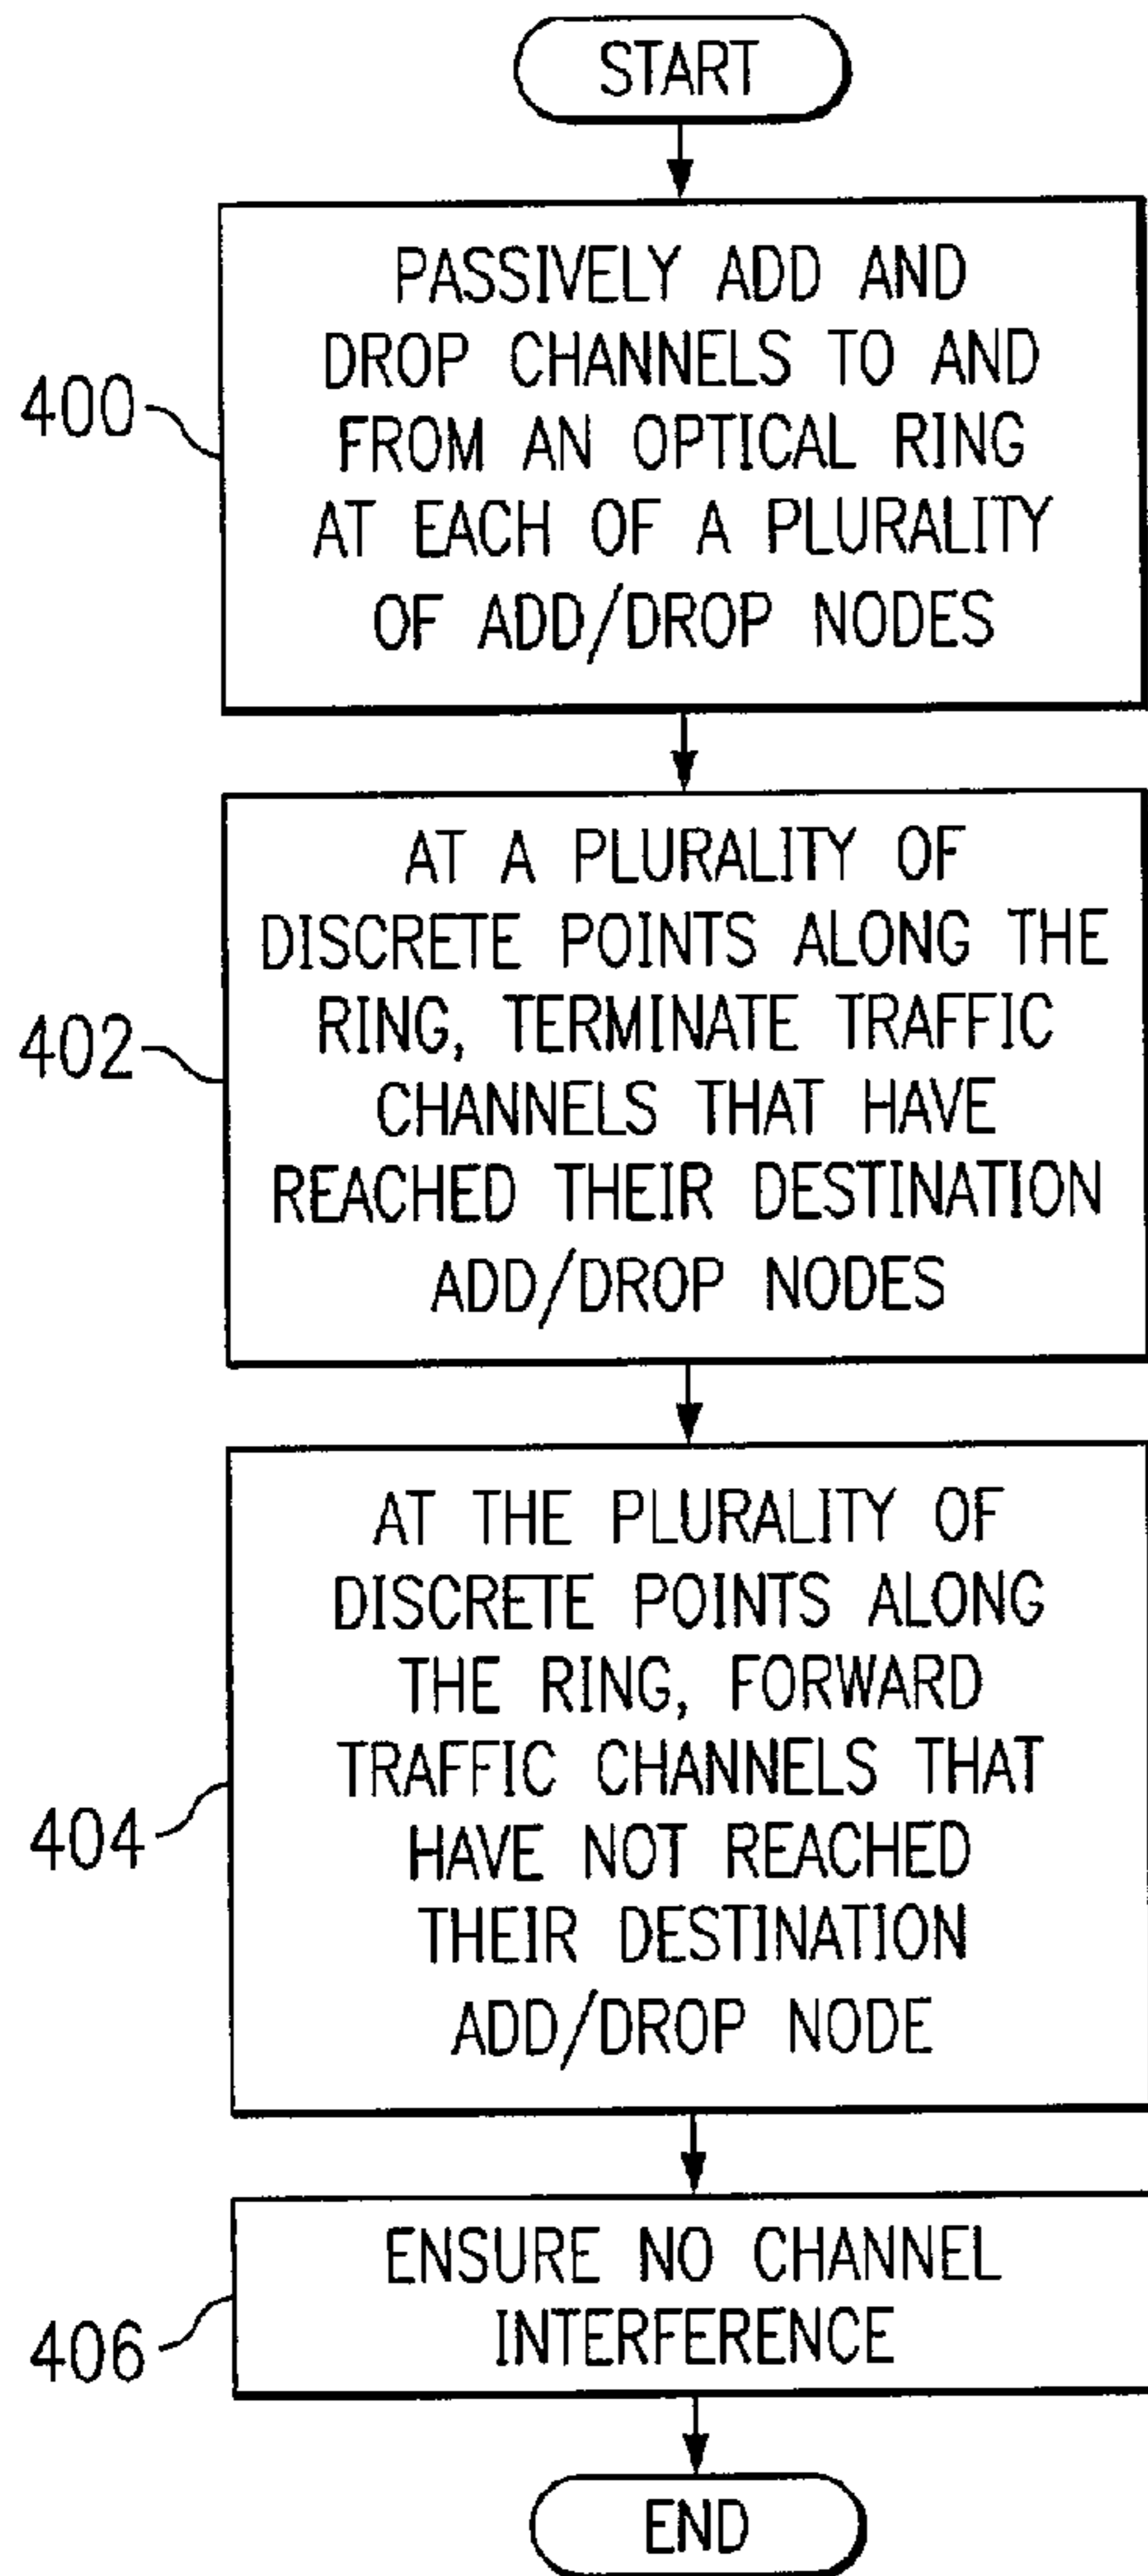 START
400
PASSIVELY ADD AND
DROP CHANNELS TO AND
FROM AN OPTICAL RING
AT EACH OF A PLURALITY
OF ADD/DROP NODES
402
AT A PLURALITY OF
DISCRETE POINTS ALONG THE
RING, TERMINATE TRAFFIC
CHANNELS THAT HAVE
REACHED THEIR DESTINATION
ADD/DROP NODES
404
AT THE PLURALITY OF
DISCRETE POINTS ALONG
THE RING, FORWARD
TRAFFIC CHANNELS THAT
HAVE NOT REACHED
THEIR DESTINATION
ADD/DROP NODE
406
ENSURE NO CHANNEL
INTERFERENCE
END